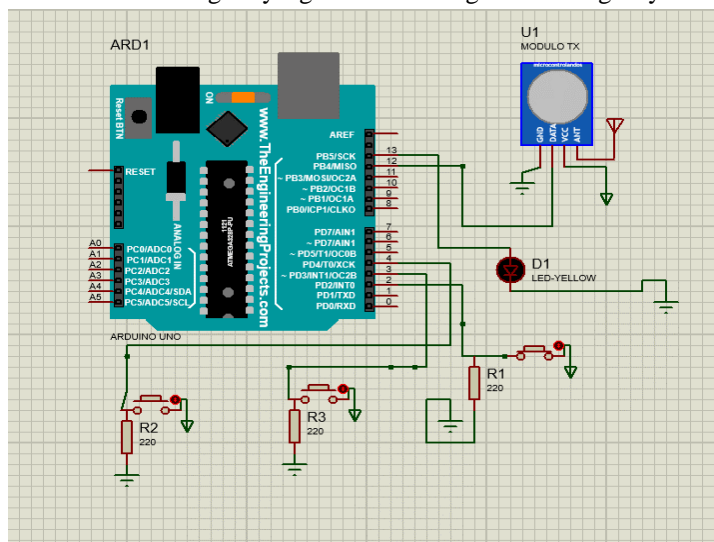 ARD1
U1
MODULO TX
microcontrolandos
GND
DATA
VCC
ANT
Reset BTN
ON
www.TheEngineeringProjects.com
ANALOG IN
1121
ATMEGA328P-PU
AREF
PB5/SCK 13
PB4/MISO 12
~ PB3/MOSI/OC2A 11
~ PB2/OC1B 10
~ PB1/OC1A 9
PB0/ICP1/CLKO 8
RESET
PD7/AIN1 7
~ PD7/AIN1 6
~ PD5/T1/OC0B 5
PD4/T0/XCK 4
~ PD3/INT1/OC2B 3
PD2/INT0 2
PD1/TXD 1
PD0/RXD 0
A0 PC0/ADC0
A1 PC1/ADC1
A2 PC2/ADC2
A3 PC3/ADC3
A4 PC4/ADC4/SDA
A5 PC5/ADC5/SCL
D1
LED-YELLOW
ARDUINO UNO
R1
220
R3
220
R2
220